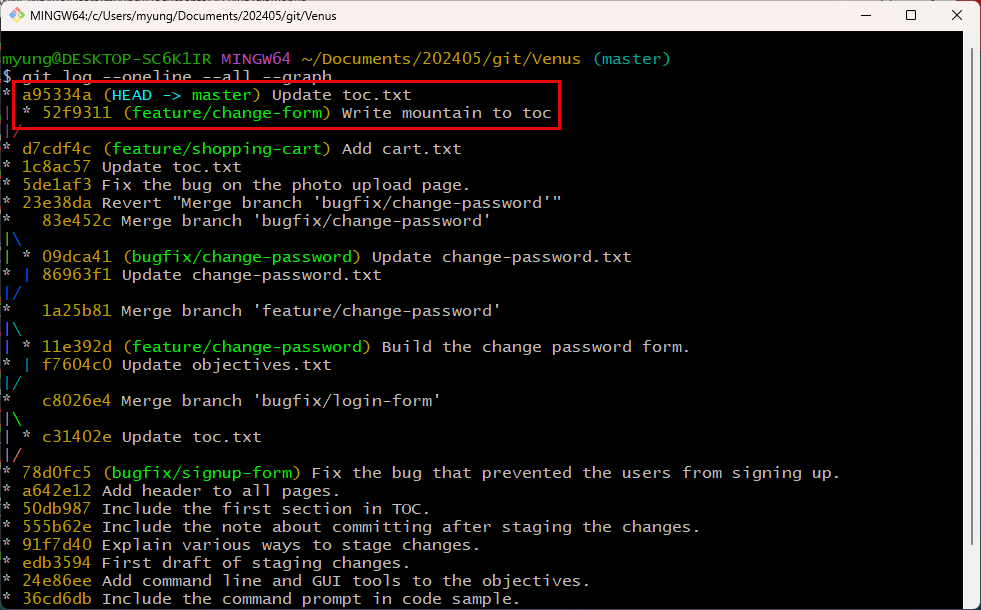 MINGW64:/c/Users/myung/Documents/202405/git/Venus
myung@DESKTOP-SC6K1IR MINGW64 ~/Documents/202405/git/Venus (master)
$ git log --oneline --all --graph
* a95334a (HEAD -> master) Update toc.txt
| * 52f9311 (feature/change-form) Write mountain to toc
|/
* d7cdf4c (feature/shopping-cart) Add cart.txt
* 1c8ac57 Update toc.txt
* 5de1af3 Fix the bug on the photo upload page.
* 23e38da Revert "Merge branch 'bugfix/change-password'"
*   83e452c Merge branch 'bugfix/change-password'
|\
| * 09dca41 (bugfix/change-password) Update change-password.txt
* | 86963f1 Update change-password.txt
|/
*   1a25b81 Merge branch 'feature/change-password'
|\
| * 11e392d (feature/change-password) Build the change password form.
* | f7604c0 Update objectives.txt
|/
*   c8026e4 Merge branch 'bugfix/login-form'
|\
| * c31402e Update toc.txt
|/
* 78d0fc5 (bugfix/signup-form) Fix the bug that prevented the users from signing up.
* a642e12 Add header to all pages.
* 50db987 Include the first section in TOC.
* 555b62e Include the note about committing after staging the changes.
* 91f7d40 Explain various ways to stage changes.
* edb3594 First draft of staging changes.
* 24e86ee Add command line and GUI tools to the objectives.
* 36cd6db Include the command prompt in code sample.